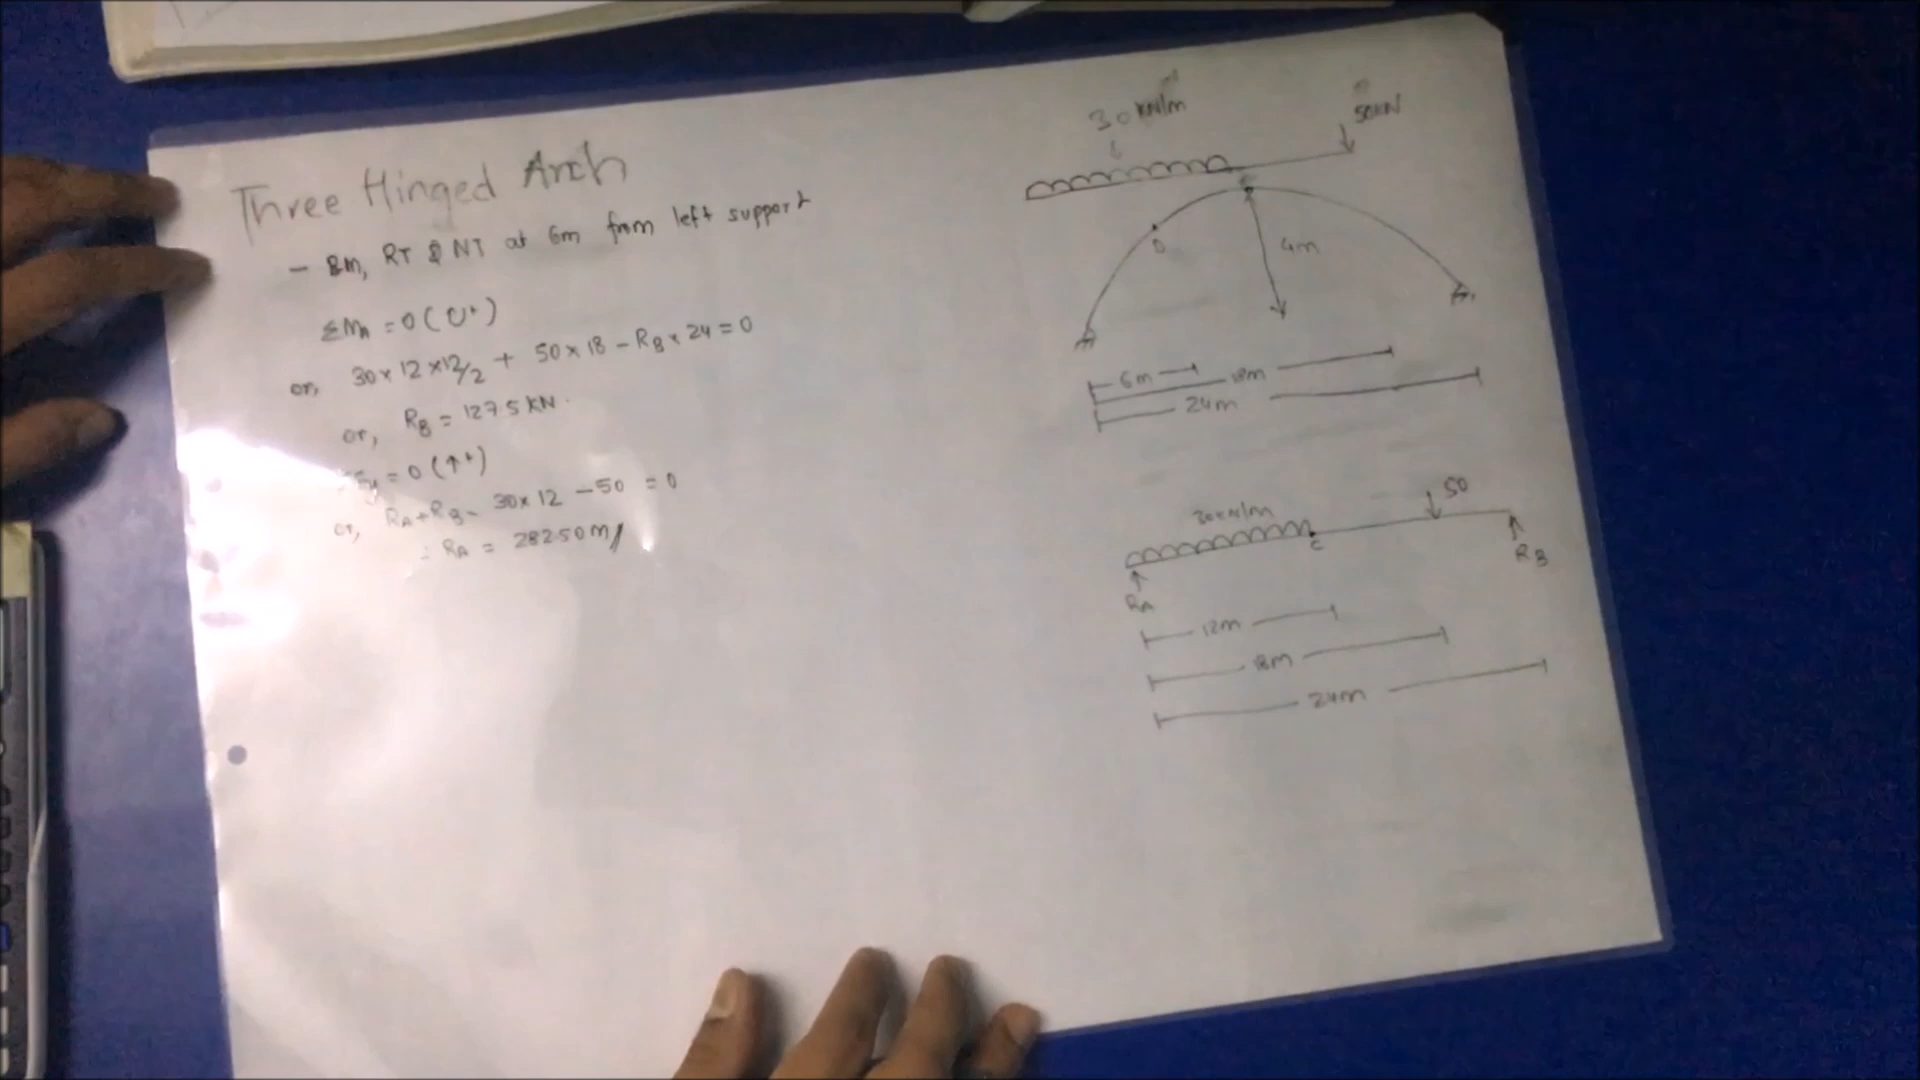 Three Hinged Arch
- BM, RT & NT at 6m from left support
ΣMA = 0 (↻+)
or, 30 x 12 x 12/2 + 50 x 18 - RB x 24 = 0
or, RB = 127.5 KN.
= 0 (↑+)
or, RA+RB - 30x 12 - 50 = 0
∴ RA = 282.50 m
30 KN/m
50KN
C
D
4m
6m
18m
24m
30KN/m
50
C
RA
RB
12m
18m
24m